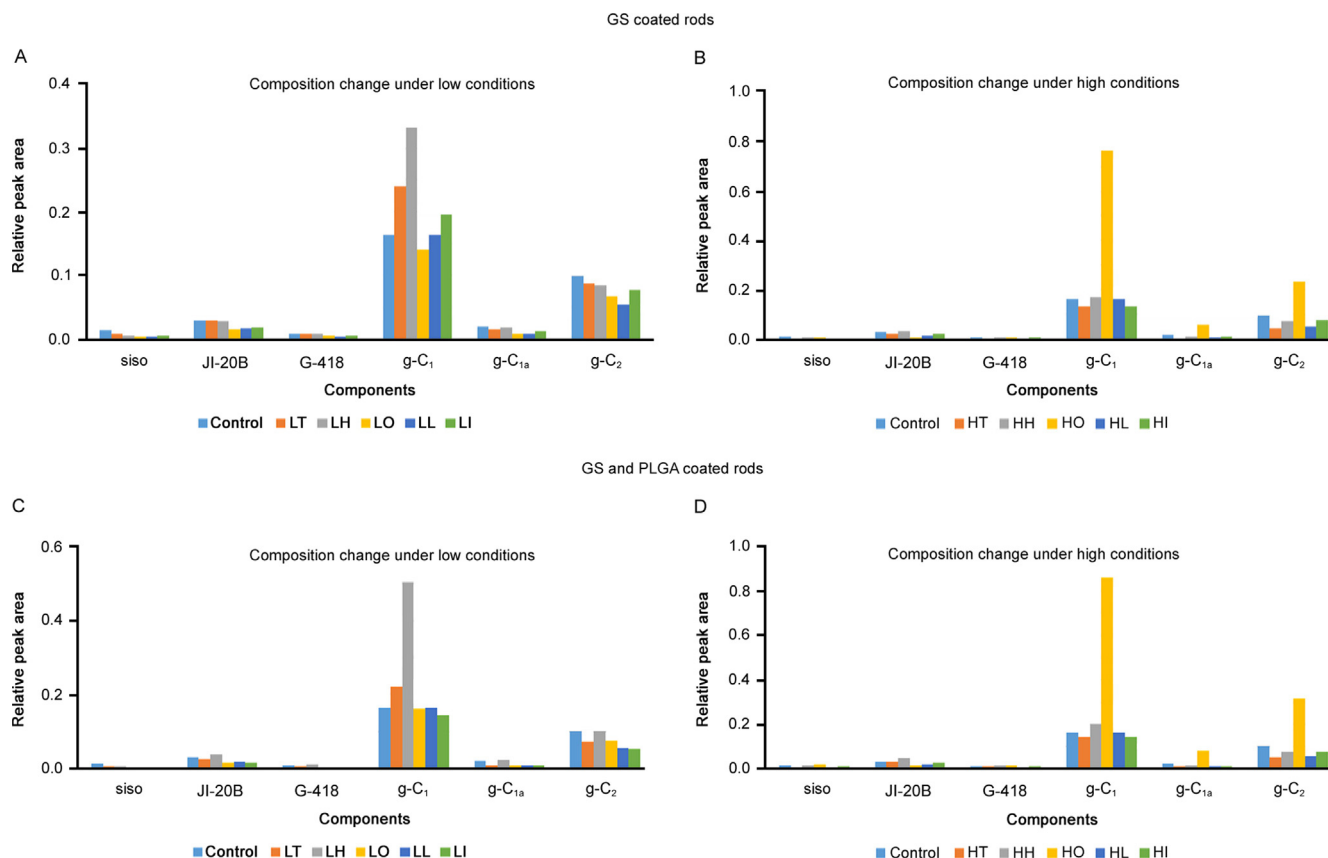 GS coated rods
A
Composition change under low conditions
Relative peak area
0.4
0.3
0.2
0.1
0.0
siso JI-20B G-418 g-C₁ g-C₁ₐ g-C₂
Components
Control LT LH LO LL LI
B
Composition change under high conditions
Relative peak area
1.0
0.8
0.6
0.4
0.2
0.0
siso JI-20B G-418 g-C₁ g-C₁ₐ g-C₂
Components
Control HT HH HO HL HI
GS and PLGA coated rods
C
Composition change under low conditions
Relative peak area
0.6
0.4
0.2
0.0
siso JI-20B G-418 g-C₁ g-C₁ₐ g-C₂
Components
Control LT LH LO LL LI
D
Composition change under high conditions
Relative peak area
1.0
0.8
0.6
0.4
0.2
0.0
siso JI-20B G-418 g-C₁ g-C₁ₐ g-C₂
Components
Control HT HH HO HL HI